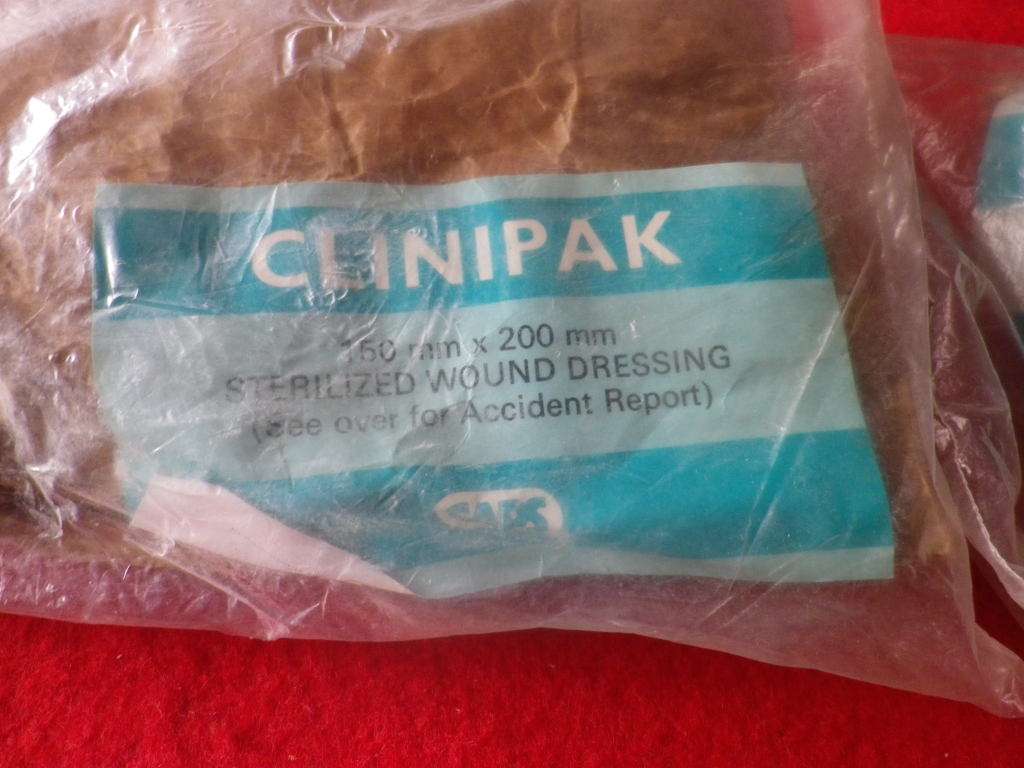 CLINIPAK
150 mm x 200 mm
STERILIZED WOUND DRESSING
(See over for Accident Report)